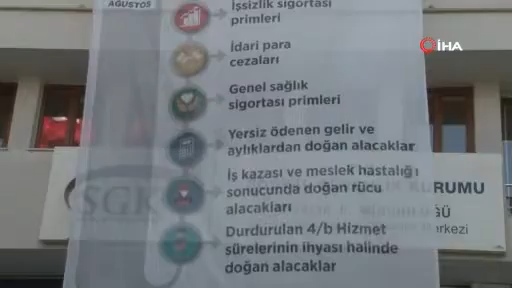 AĞUSTOS
İşsizlik sigortası
primleri
İHA
İdari para
cezaları
Genel sağlık
sigortası primleri
Yersiz ödenen gelir ve
aylıklardan doğan alacaklar
İş kazası ve meslek hastalığı
sonucunda doğan rücu
alacakları
SGK
KURUMU
Durdurulan 4/b Hizmet
sürelerinin ihyası halinde
doğan alacaklar